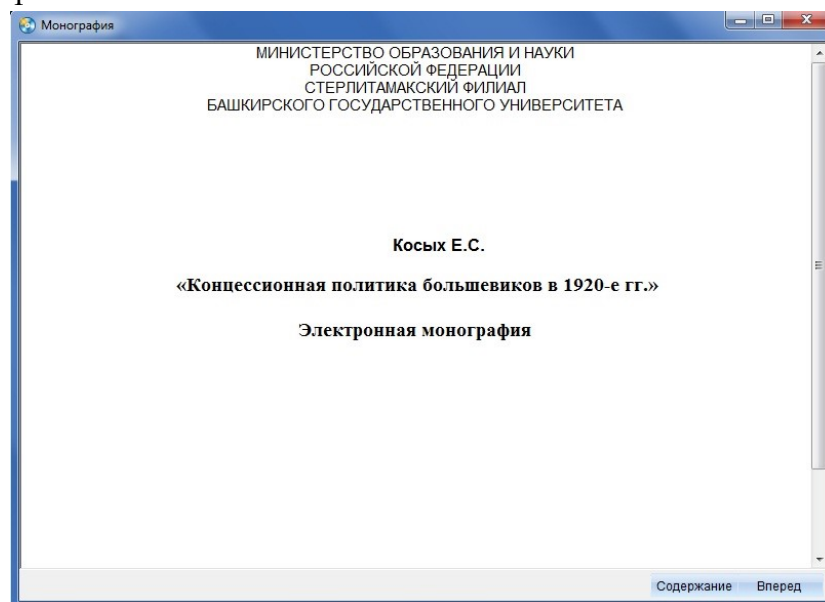 Монография
МИНИСТЕРСТВО ОБРАЗОВАНИЯ И НАУКИ
РОССИЙСКОЙ ФЕДЕРАЦИИ
СТЕРЛИТАМАКСКИЙ ФИЛИАЛ
БАШКИРСКОГО ГОСУДАРСТВЕННОГО УНИВЕРСИТЕТА
Косых Е.С.
«Концессионная политика большевиков в 1920-е гг.»
Электронная монография
Содержание Вперед